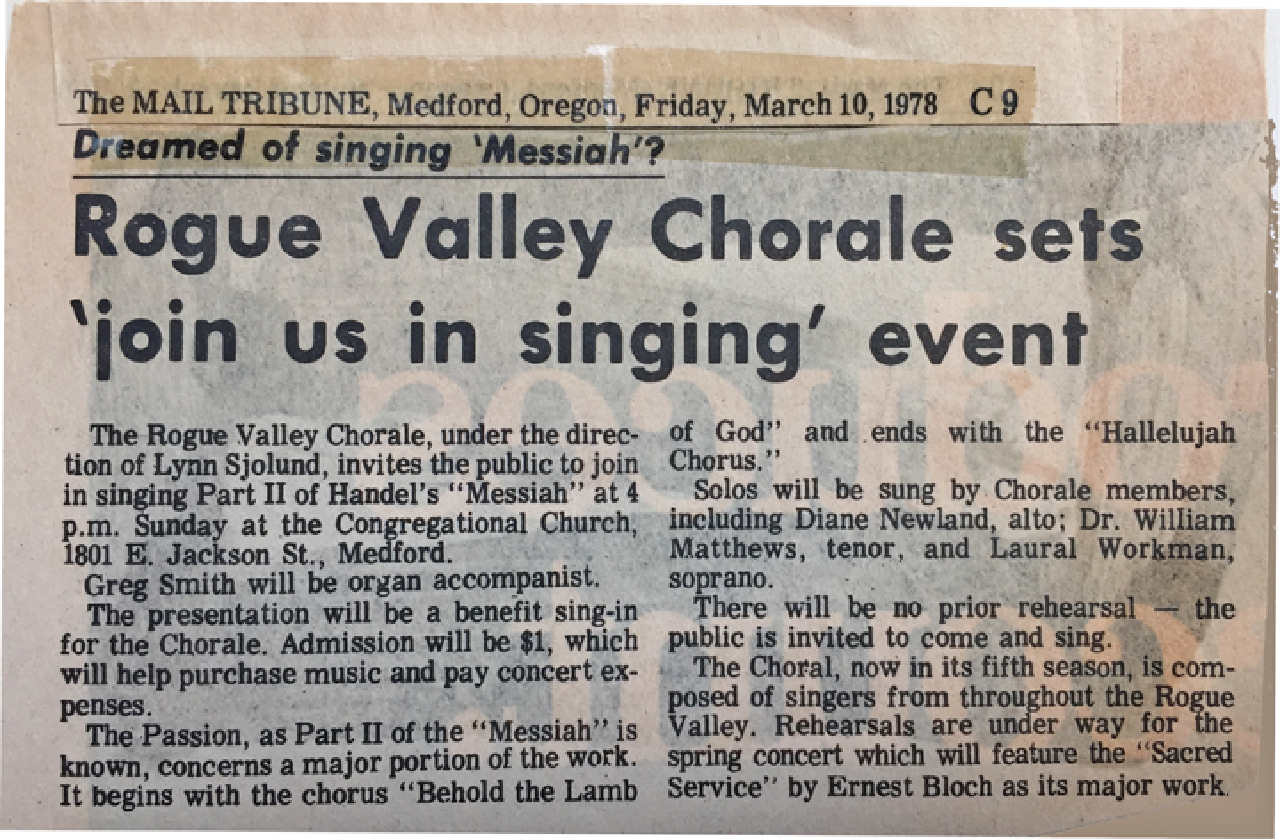 The MAIL TRIBUNE, Medford, Oregon, Friday, March 10, 1978 C 9
Dreamed of singing 'Messiah'?
Rogue Valley Chorale sets
'join us in singing' event
The Rogue Valley Chorale, under the direc-
tion of Lynn Sjolund, invites the public to join
in singing Part II of Handel's "Messiah" at 4
p.m. Sunday at the Congregational Church,
1801 E. Jackson St., Medford.
Greg Smith will be organ accompanist.
The presentation will be a benefit sing-in
for the Chorale. Admission will be $1, which
will help purchase music and pay concert ex-
penses.
The Passion, as Part II of the "Messiah" is
known, concerns a major portion of the work.
It begins with the chorus "Behold the Lamb
of God" and ends with the "Hallelujah
Chorus."
Solos will be sung by Chorale members,
including Diane Newland, alto; Dr. William
Matthews, tenor, and Laural Workman,
soprano.
There will be no prior rehearsal — the
public is invited to come and sing.
The Choral, now in its fifth season, is com-
posed of singers from throughout the Rogue
Valley. Rehearsals are under way for the
spring concert which will feature the "Sacred
Service" by Ernest Bloch as its major work.